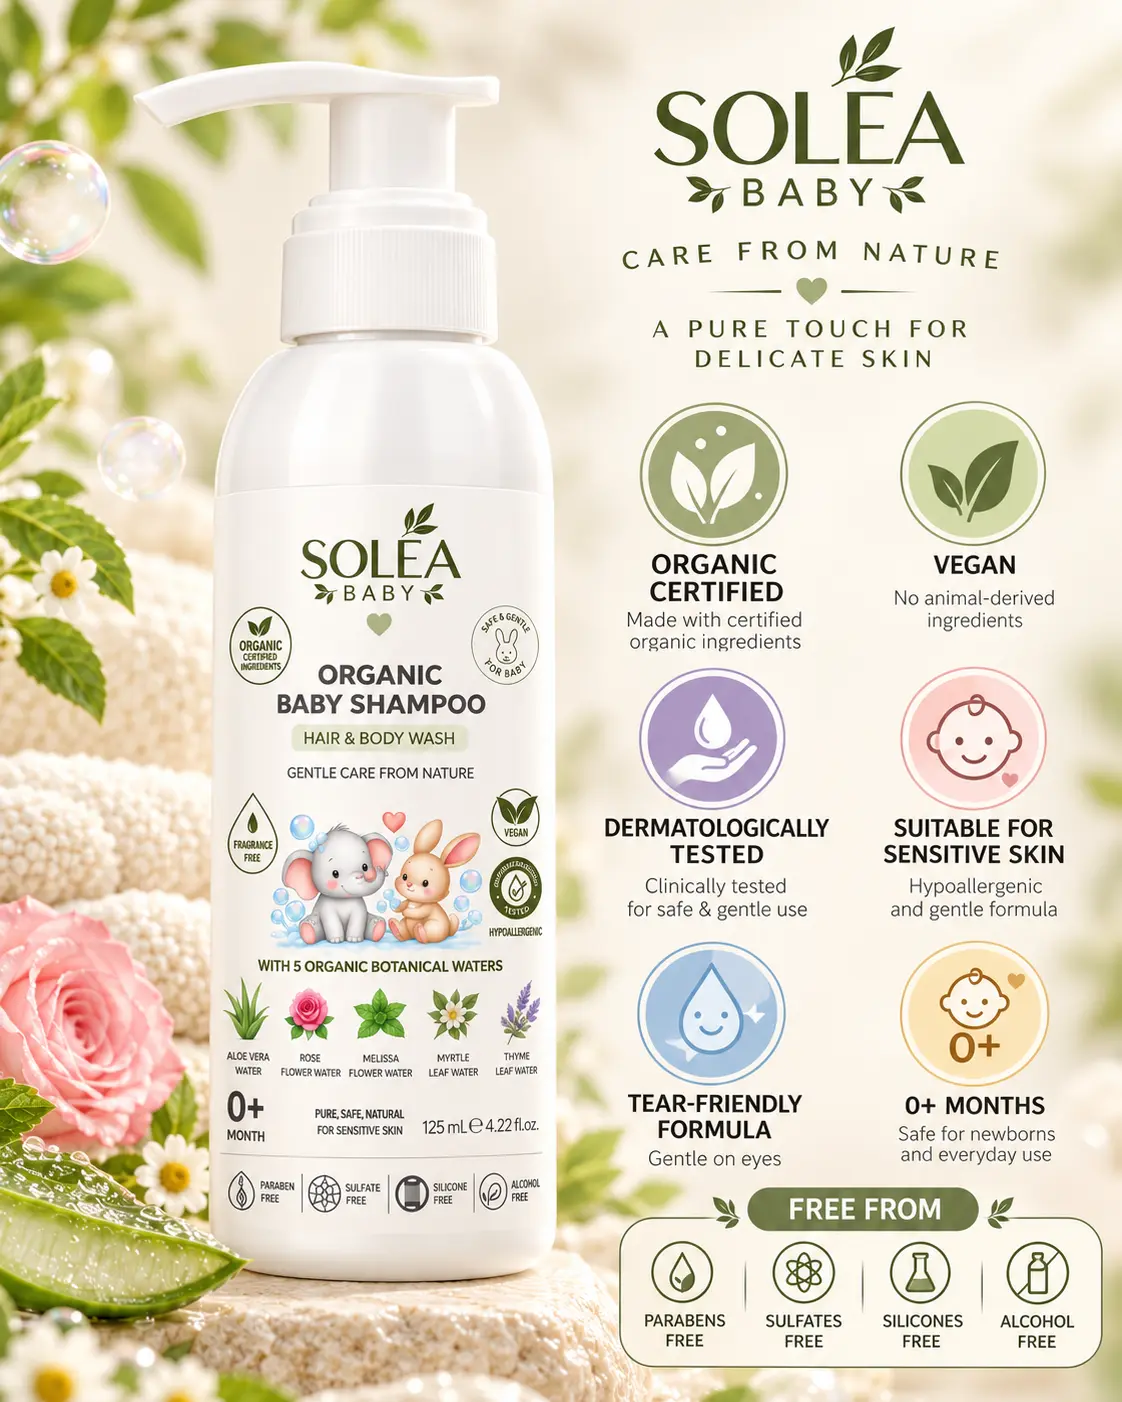 SOLEA
BABY
ORGANIC
CERTIFIED
INGREDIENTS
SAFE & GENTLE
FOR BABY
ORGANIC
BABY SHAMPOO
HAIR & BODY WASH
GENTLE CARE FROM NATURE
FRAGRANCE
FREE
VEGAN
TESTED
HYPOALLERGENIC
WITH 5 ORGANIC BOTANICAL WATERS
ALOE VERA
WATER
ROSE
FLOWER WATER
MELISSA
FLOWER WATER
MYRTLE
LEAF WATER
THYME
LEAF WATER
0+
MONTH
PURE, SAFE, NATURAL
FOR SENSITIVE SKIN
125 mL ℮ 4.22 fl.oz.
PARABEN
FREE
SULFATE
FREE
SILICONE
FREE
ALCOHOL
FREE
SOLEA
BABY
CARE FROM NATURE
A PURE TOUCH FOR
DELICATE SKIN
ORGANIC
CERTIFIED
Made with certified
organic ingredients
VEGAN
No animal-derived
ingredients
DERMATOLOGICALLY
TESTED
Clinically tested
for safe & gentle use
SUITABLE FOR
SENSITIVE SKIN
Hypoallergenic
and gentle formula
TEAR-FRIENDLY
FORMULA
Gentle on eyes
0+
0+ MONTHS
Safe for newborns
and everyday use
FREE FROM
PARABENS
FREE
SULFATES
FREE
SILICONES
FREE
ALCOHOL
FREE